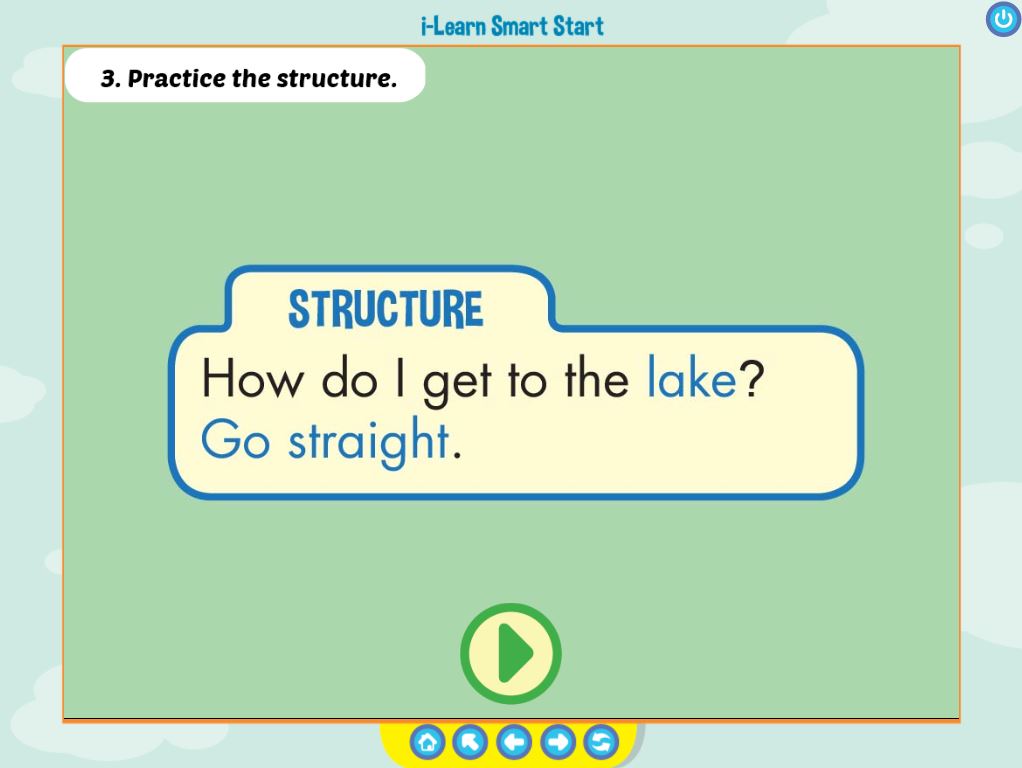 i-Learn Smart Start
3. Practice the structure.
STRUCTURE
How do I get to the lake?
Go straight.